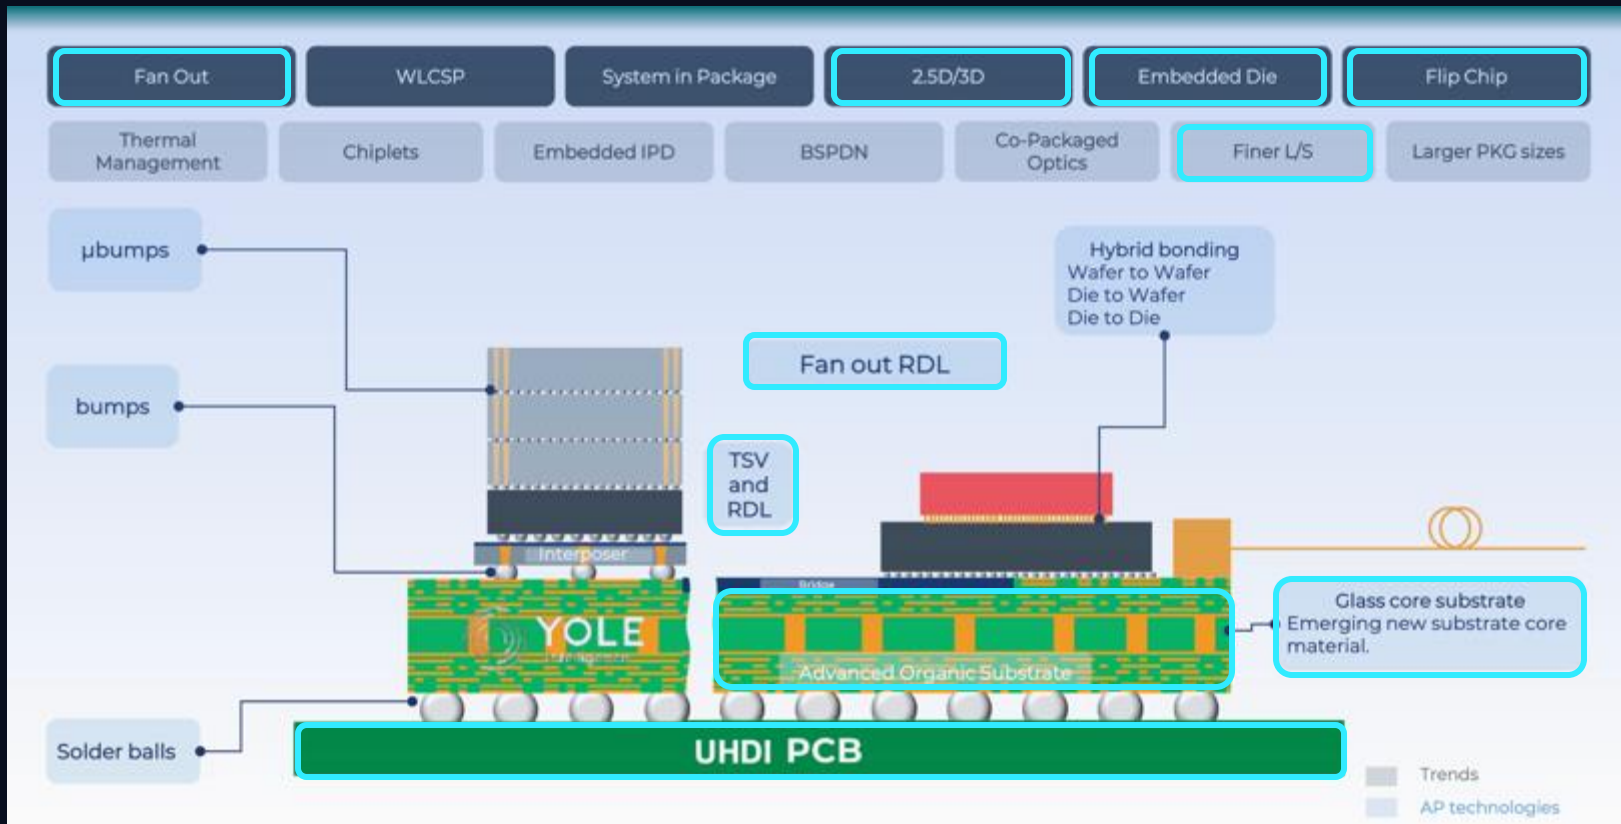 Fan Out
WLCSP
System in Package
2.5D/3D
Embedded Die
Flip Chip
Thermal
Management
Chiplets
Embedded IPD
BSPDN
Co-Packaged
Optics
Finer L/S
Larger PKG sizes
µbumps
Hybrid bonding
Wafer to Wafer
Die to Wafer
Die to Die
Fan out RDL
bumps
TSV
and
RDL
Interposer
Bridge
Glass core substrate
Emerging new substrate core
material.
YOLE
Advanced Organic Substrate
Solder balls
UHDI PCB
Trends
AP technologies